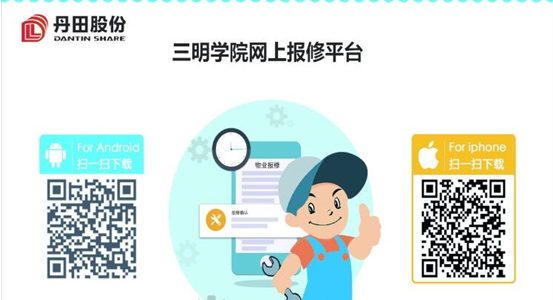 丹田股份
DANTIN SHARE
三明学院网上报修平台
For Android
扫一扫下载
物业报修
For iphone
扫一扫下载